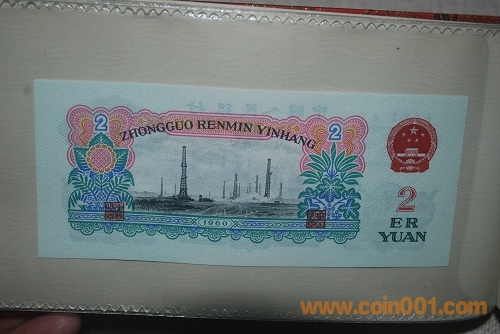 2
2
ZHONGGUO RENMIN YINHANG
1960
2
ER
YUAN
www.coin001.com